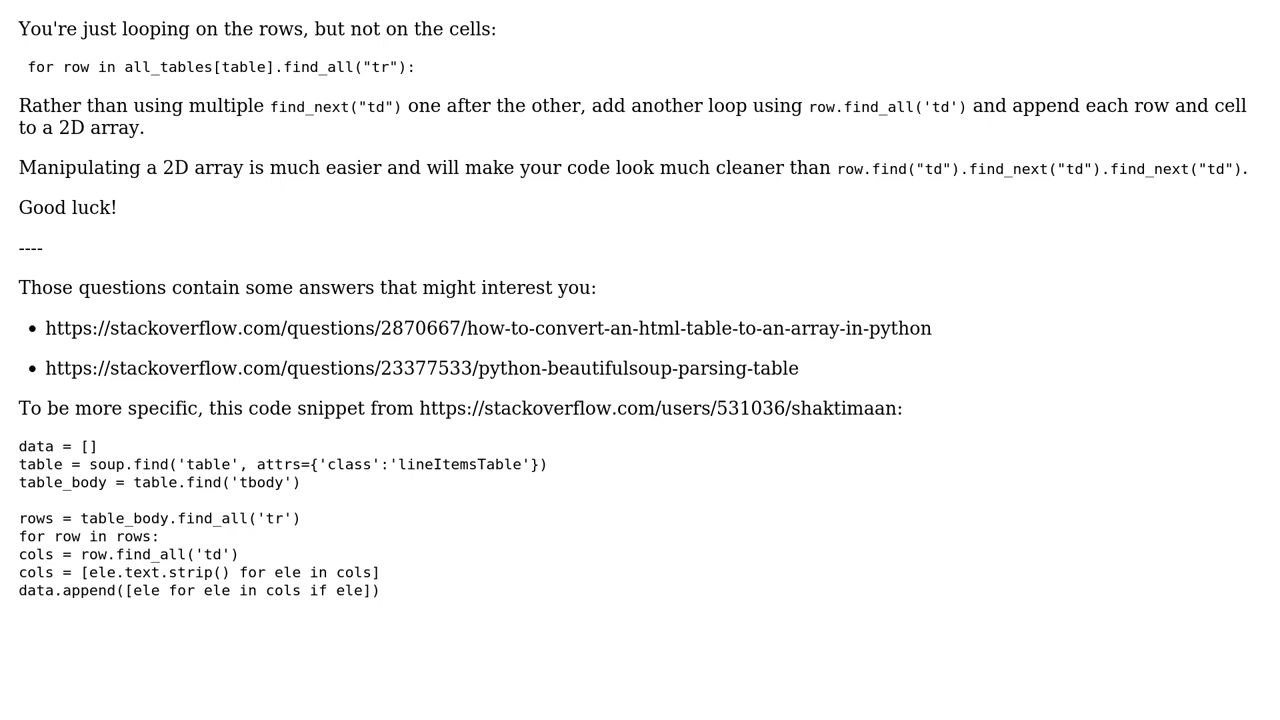 You're just looping on the rows, but not on the cells:
for row in all_tables[table].find_all("tr"):
Rather than using multiple find_next("td") one after the other, add another loop using row.find_all('td') and append each row and cell
to a 2D array.
Manipulating a 2D array is much easier and will make your code look much cleaner than row.find("td").find_next("td").find_next("td").
Good luck!
----
Those questions contain some answers that might interest you:
• https://stackoverflow.com/questions/2870667/how-to-convert-an-html-table-to-an-array-in-python
• https://stackoverflow.com/questions/23377533/python-beautifulsoup-parsing-table
To be more specific, this code snippet from https://stackoverflow.com/users/531036/shaktimaan:
data = []
table = soup.find('table', attrs={'class':'lineItemsTable'})
table_body = table.find('tbody')
rows = table_body.find_all('tr')
for row in rows:
cols = row.find_all('td')
cols = [ele.text.strip() for ele in cols]
data.append([ele for ele in cols if ele])